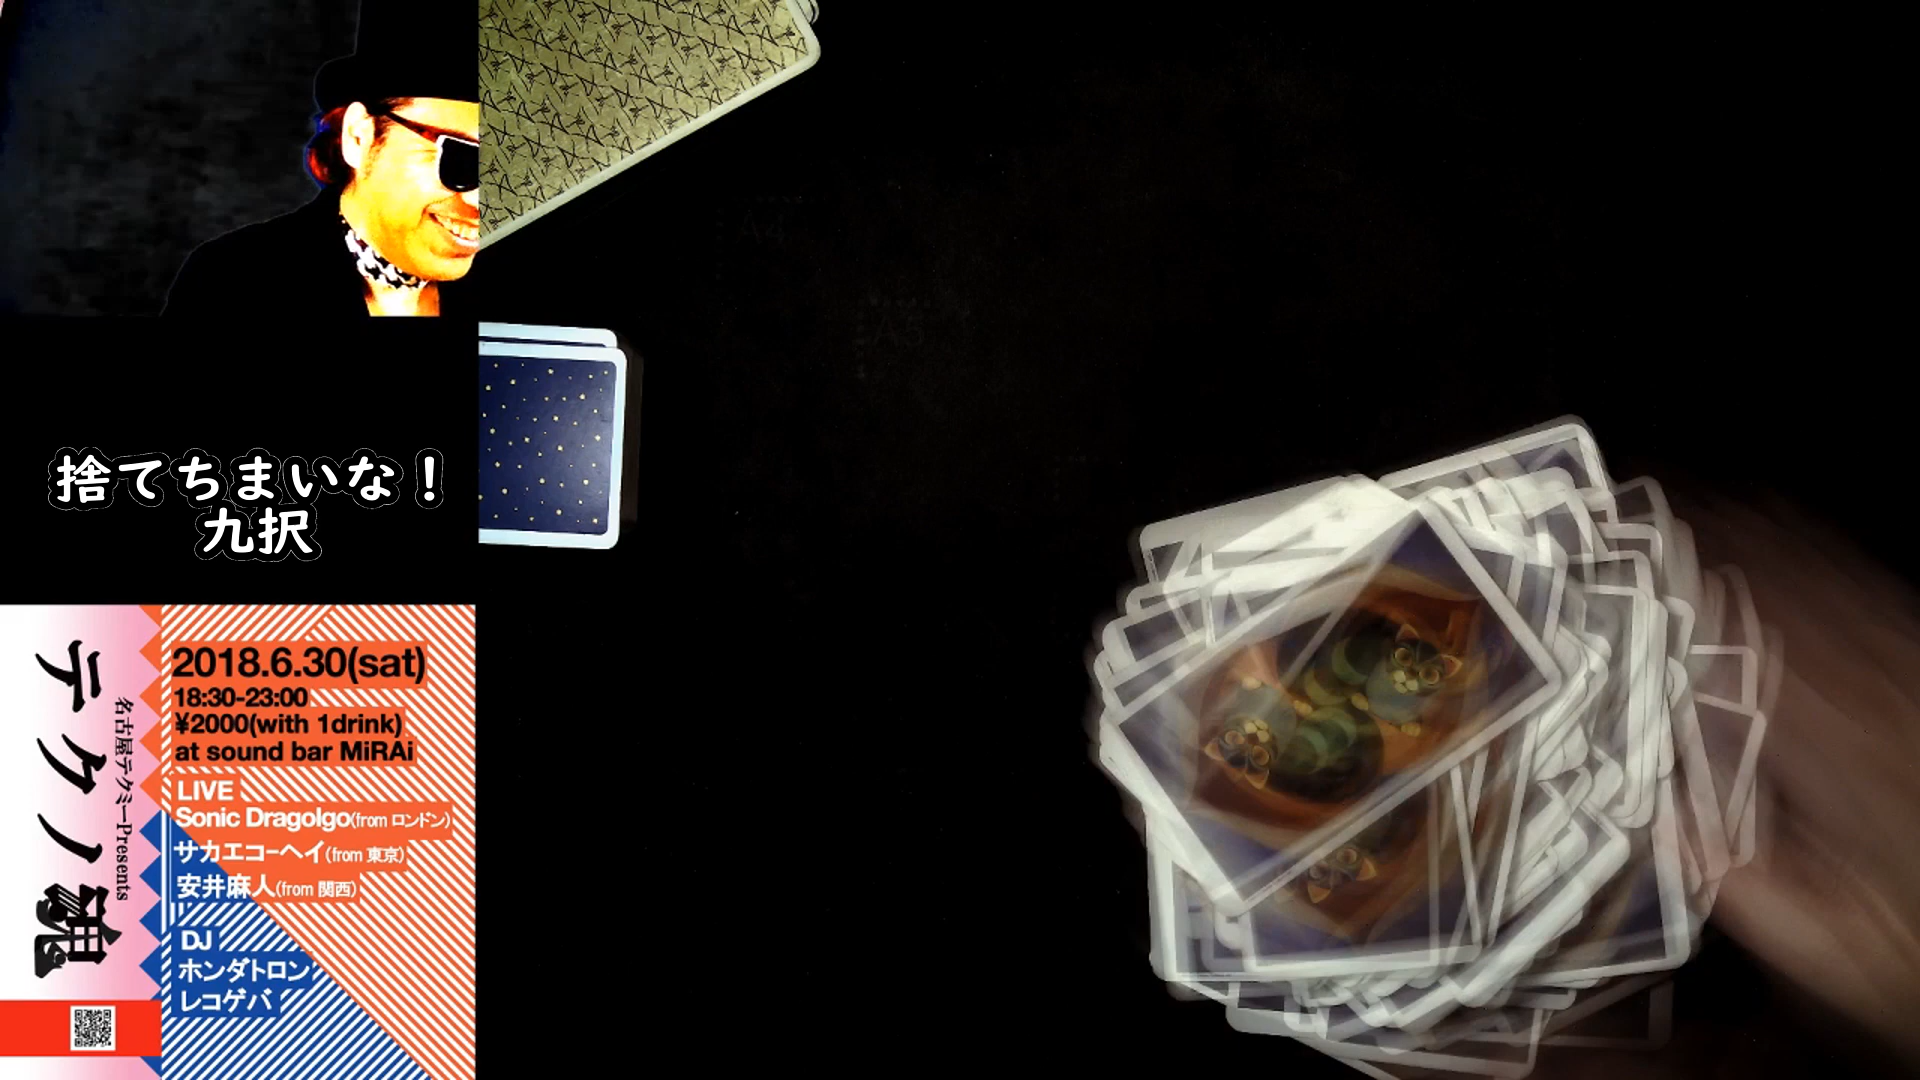 捨てちまいな！
九択
テクノ魂
名古屋テクミーPresents
2018.6.30(sat)
18:30-23:00
¥2000(with 1drink)
at sound bar MiRAi
LIVE
Sonic Dragolgo(from ロンドン)
サカエコーヘイ(from 東京)
安井麻人(from 関西)
DJ
ホンダトロン
レコゲバ